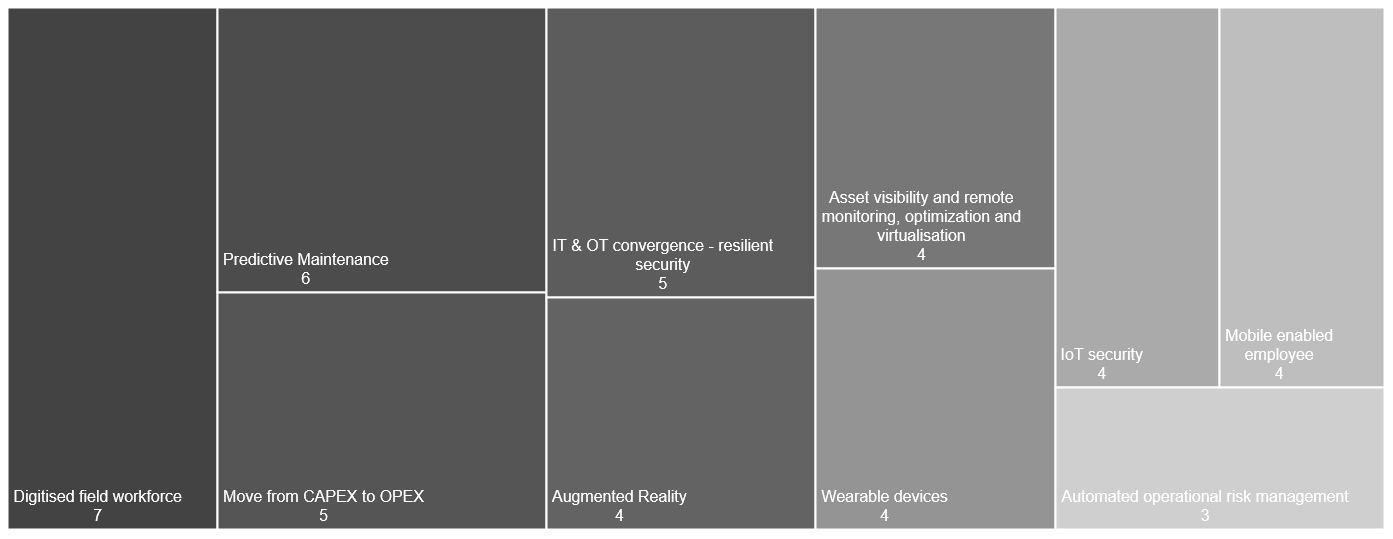 Digitised field workforce
7
Predictive Maintenance
6
Move from CAPEX to OPEX
5
IT & OT convergence - resilient
security
5
Augmented Reality
4
Asset visibility and remote
monitoring, optimization and
virtualisation
4
Wearable devices
4
IoT security
4
Mobile enabled
employee
4
Automated operational risk management
3